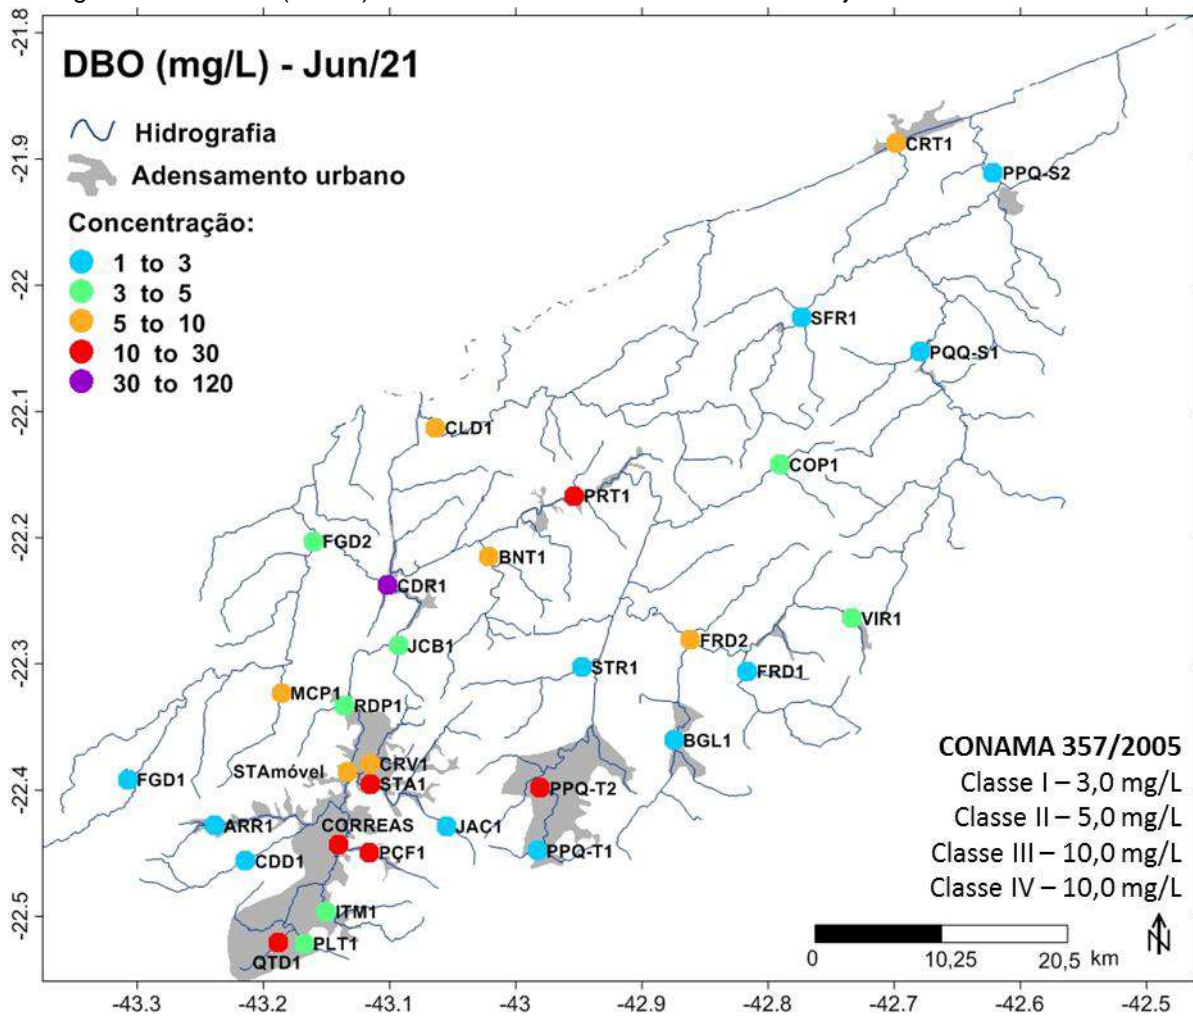 DBO (mg/L) - Jun/21
Hidrografia
Adensamento urbano
Concentração:
1 to 3
3 to 5
5 to 10
10 to 30
30 to 120
CRT1
PPQ-S2
SFR1
PQQ-S1
CLD1
COP1
PRT1
FGD2
BNT1
CDR1
VIR1
JCB1
FRD2
STR1
FRD1
MCP1
RDP1
BGL1
CRV1
STAmóvel
FGD1
STA1
PPQ-T2
ARR1
CORREAS
JAC1
PÇF1
PPQ-T1
CDD1
ITM1
PLT1
QTD1
CONAMA 357/2005
Classe I – 3,0 mg/L
Classe II – 5,0 mg/L
Classe III – 10,0 mg/L
Classe IV – 10,0 mg/L
0 10,25 20,5 km
N
-21.8
-21.9
-22
-22.1
-22.2
-22.3
-22.4
-22.5
-43.3 -43.2 -43.1 -43 -42.9 -42.8 -42.7 -42.6 -42.5